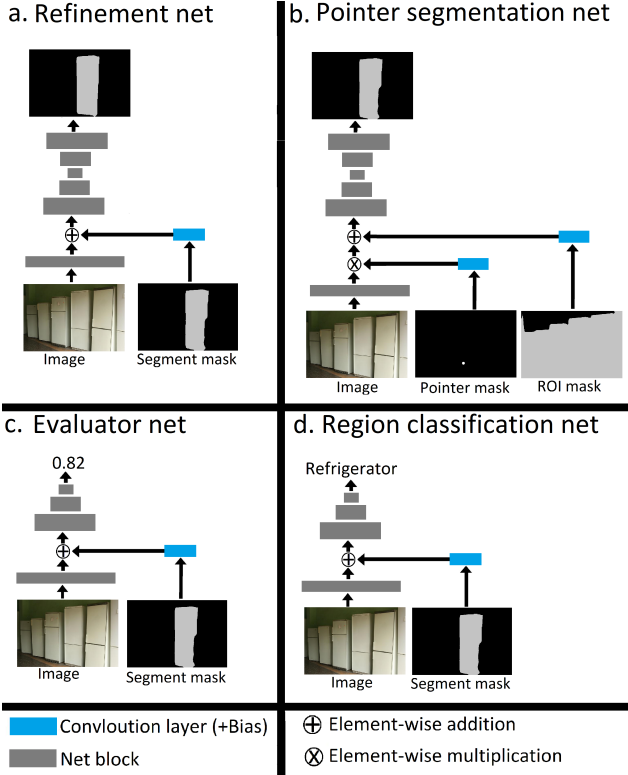 a. Refinement net
b. Pointer segmentation net
Image
Segment mask
Image
Pointer mask
ROI mask
c. Evaluator net
0.82
Image
Segment mask
d. Region classification net
Refrigerator
Image
Segment mask
Convloution layer (+Bias)
Net block
Element-wise addition
Element-wise multiplication